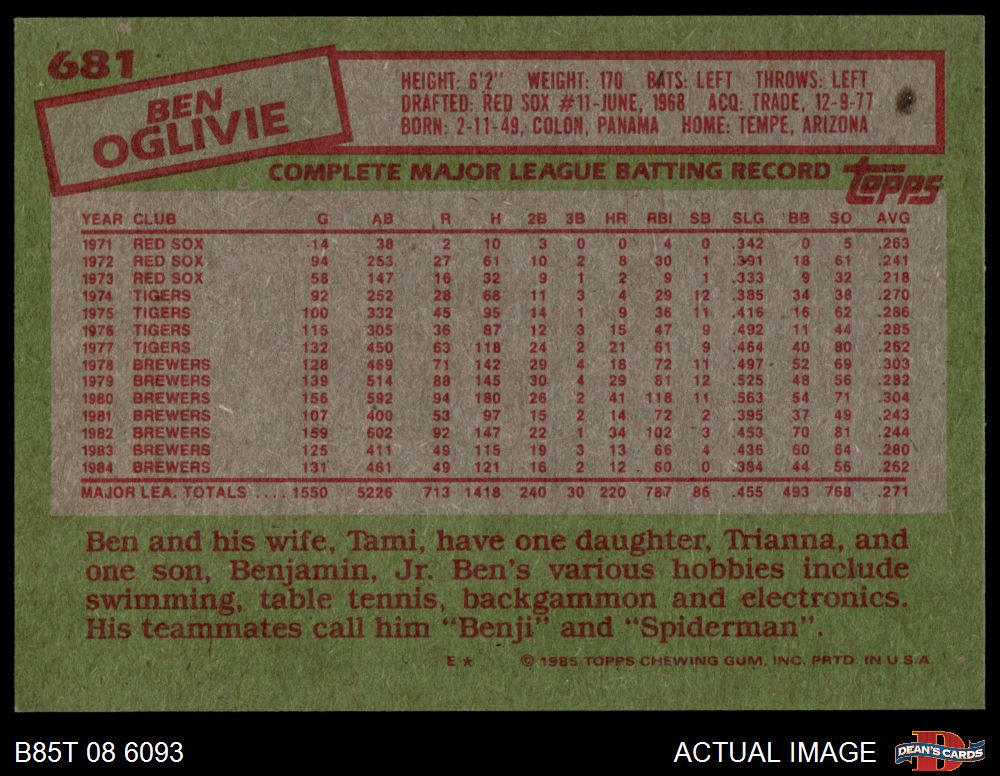 681
BEN
OGLIVIE
HEIGHT: 6'2" WEIGHT: 170 BATS: LEFT THROWS: LEFT
DRAFTED: RED SOX #11-JUNE, 1968 ACQ: TRADE, 12-9-77
BORN: 2-11-49, COLON, PANAMA HOME: TEMPE, ARIZONA
COMPLETE MAJOR LEAGUE BATTING RECORD topps
YEAR CLUB G AB R H 2B 3B HR RBI SB SLG BB SO AVG
1971 RED SOX 14 38 2 10 3 0 0 4 0 .342 0 5 .263
1972 RED SOX 94 253 27 61 10 2 8 30 1 .391 18 61 .241
1973 RED SOX 58 147 16 32 9 1 2 9 1 .333 9 32 .218
1974 TIGERS 92 252 28 68 11 3 4 29 12 .385 34 38 .270
1975 TIGERS 100 332 45 95 14 1 9 36 11 .416 16 62 .286
1976 TIGERS 115 305 36 87 12 3 15 47 9 .492 11 44 .285
1977 TIGERS 132 450 63 118 24 2 21 61 9 .464 40 80 .262
1978 BREWERS 128 469 71 142 29 4 18 72 11 .497 52 69 .303
1979 BREWERS 139 514 88 145 30 4 29 81 12 .525 48 56 .282
1980 BREWERS 156 592 94 180 26 2 41 118 11 .563 54 71 .304
1981 BREWERS 107 400 53 97 15 2 14 72 2 .395 37 49 .243
1982 BREWERS 159 602 92 147 22 1 34 102 3 .453 70 81 .244
1983 BREWERS 125 411 49 115 19 3 13 66 4 .436 60 64 .280
1984 BREWERS 131 461 49 121 16 2 12 60 0 .384 44 56 .262
MAJOR LEA. TOTALS .... 1550 5226 713 1418 240 30 220 787 86 .455 493 768 .271
Ben and his wife, Tami, have one daughter, Trianna, and
one son, Benjamin, Jr. Ben's various hobbies include
swimming, table tennis, backgammon and electronics.
His teammates call him "Benji" and "Spiderman".
E* © 1985 TOPPS CHEWING GUM, INC. PRTD. IN U.S.A.
B85T 08 6093 ACTUAL IMAGE DEAN'S CARDS